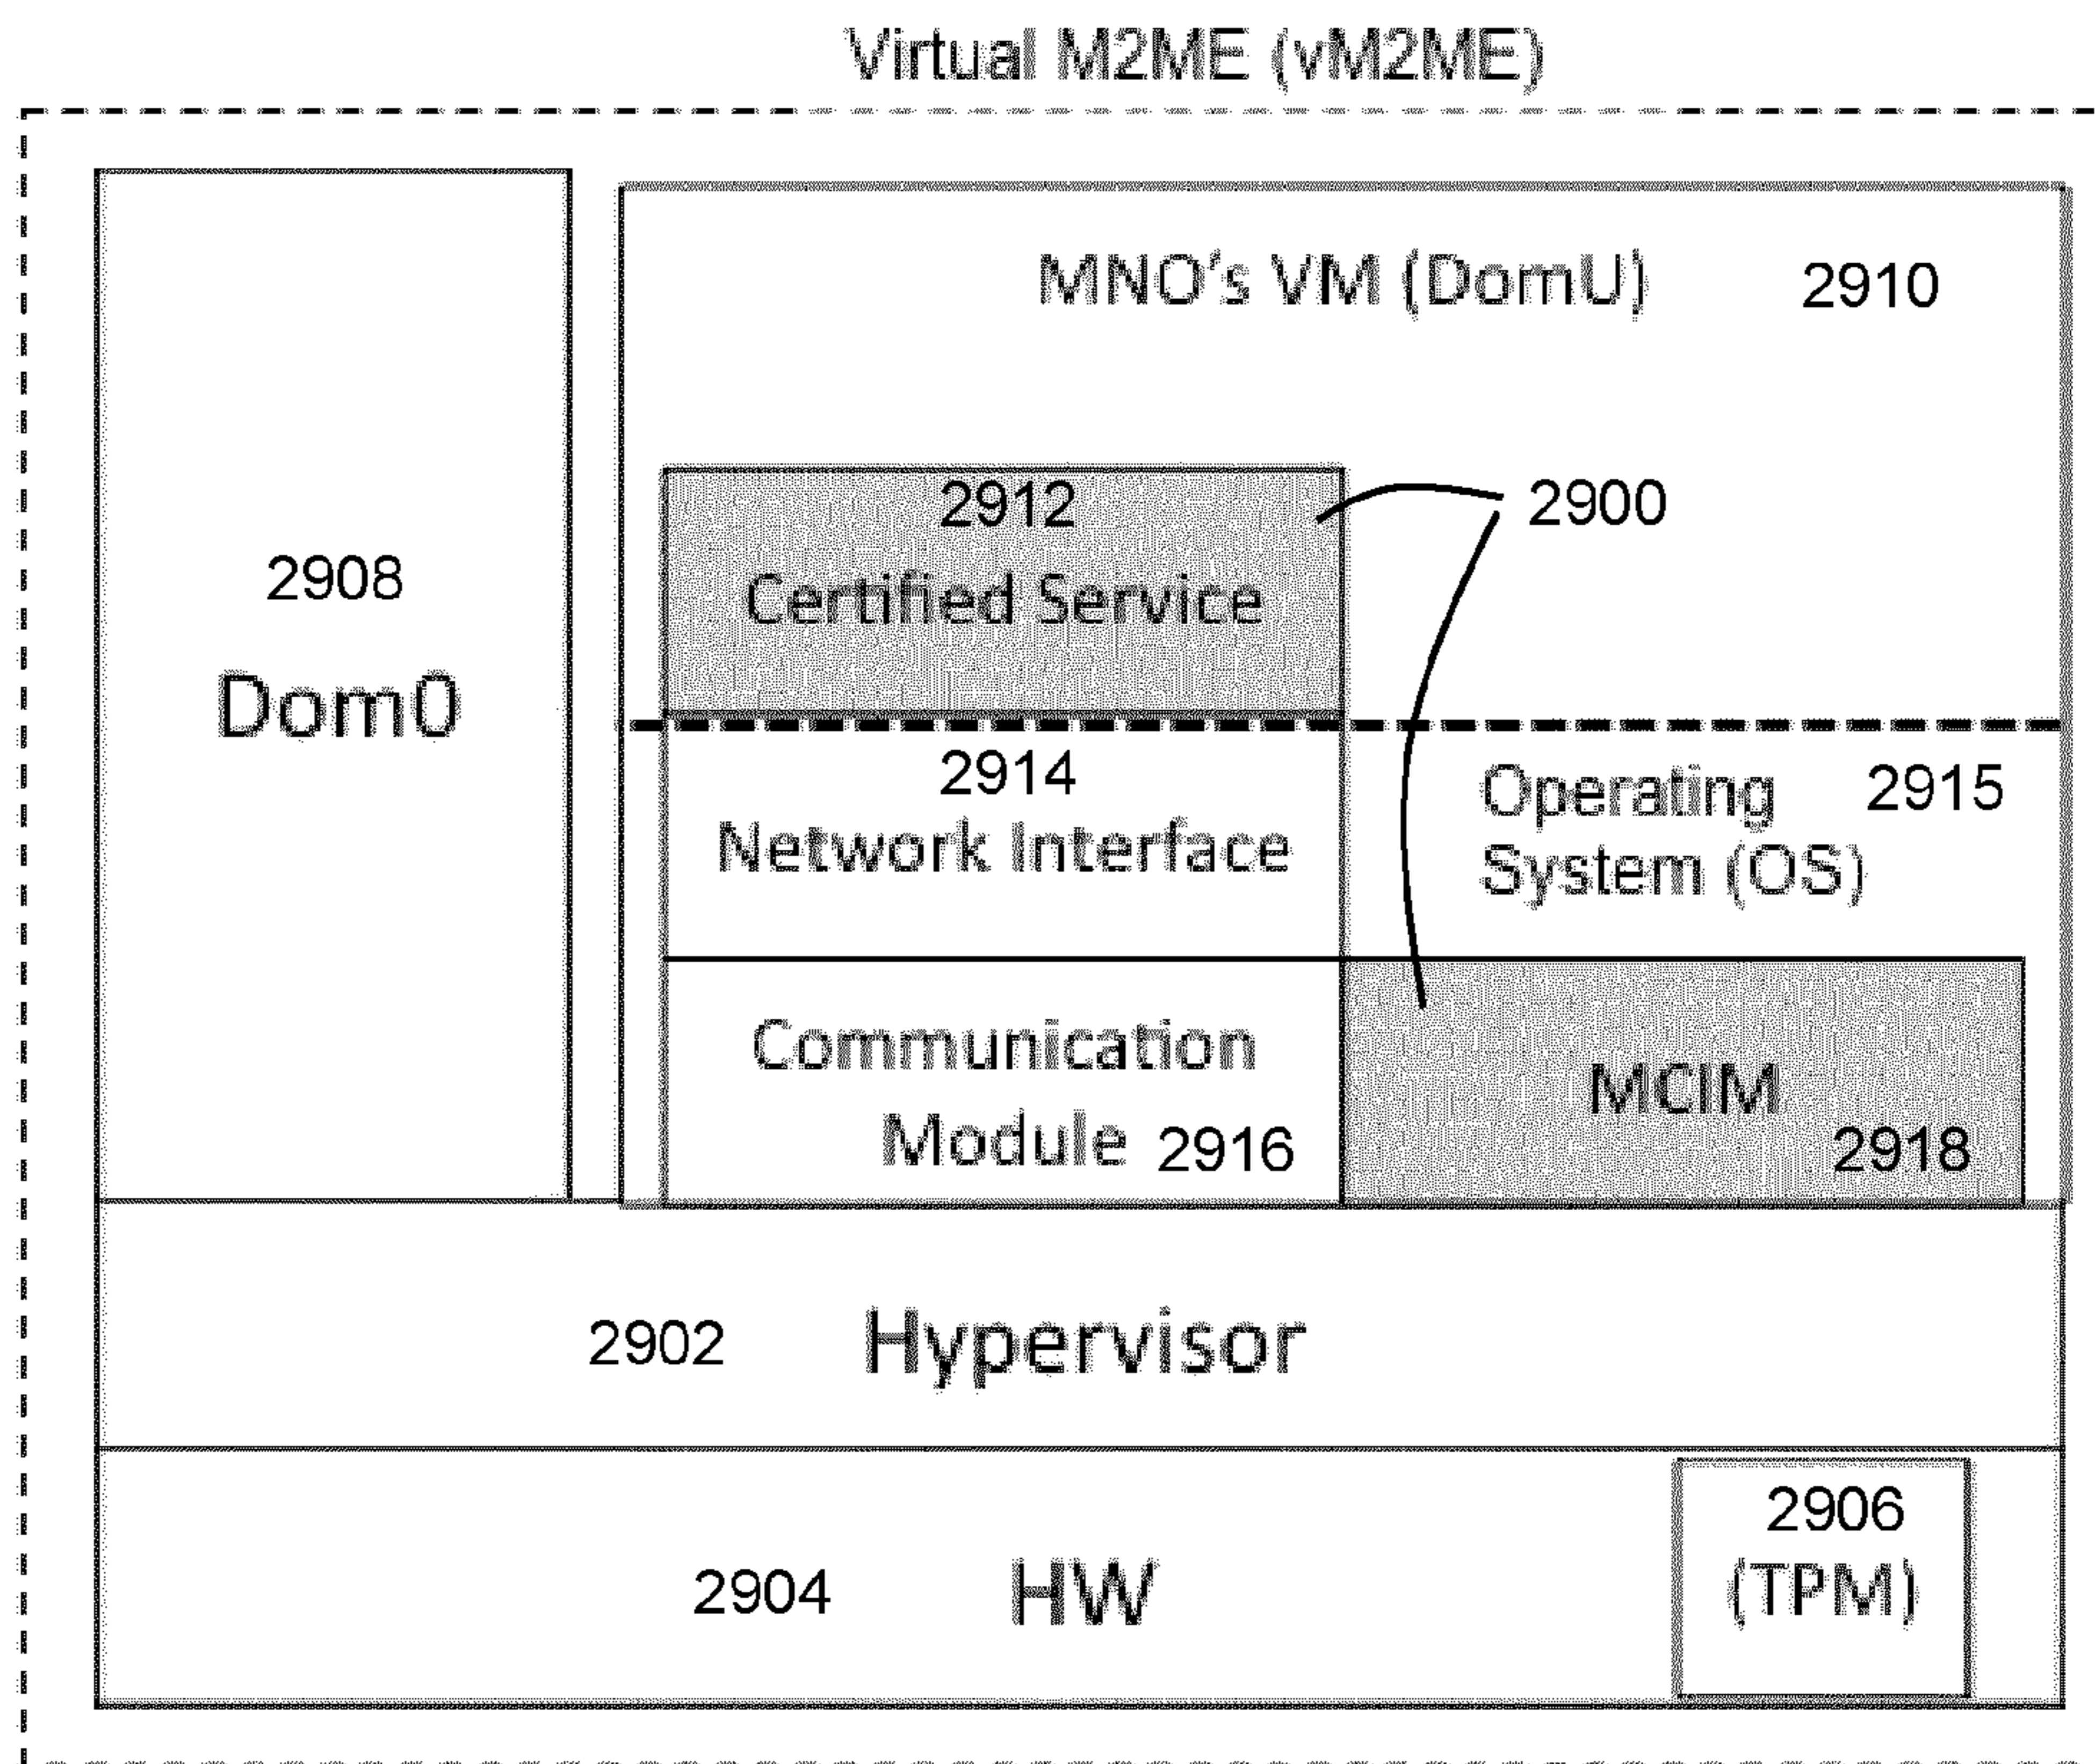 Virtual M2ME (vM2ME)
MNO's VM (DomU) 2910
2912
2900
Certified Service
2908
Dom0
2914
Network Interface
Operating 2915
System (OS)
Communication
Module 2916
MCIM
2918
2902 Hypervisor
2906
(TPM)
2904 HW